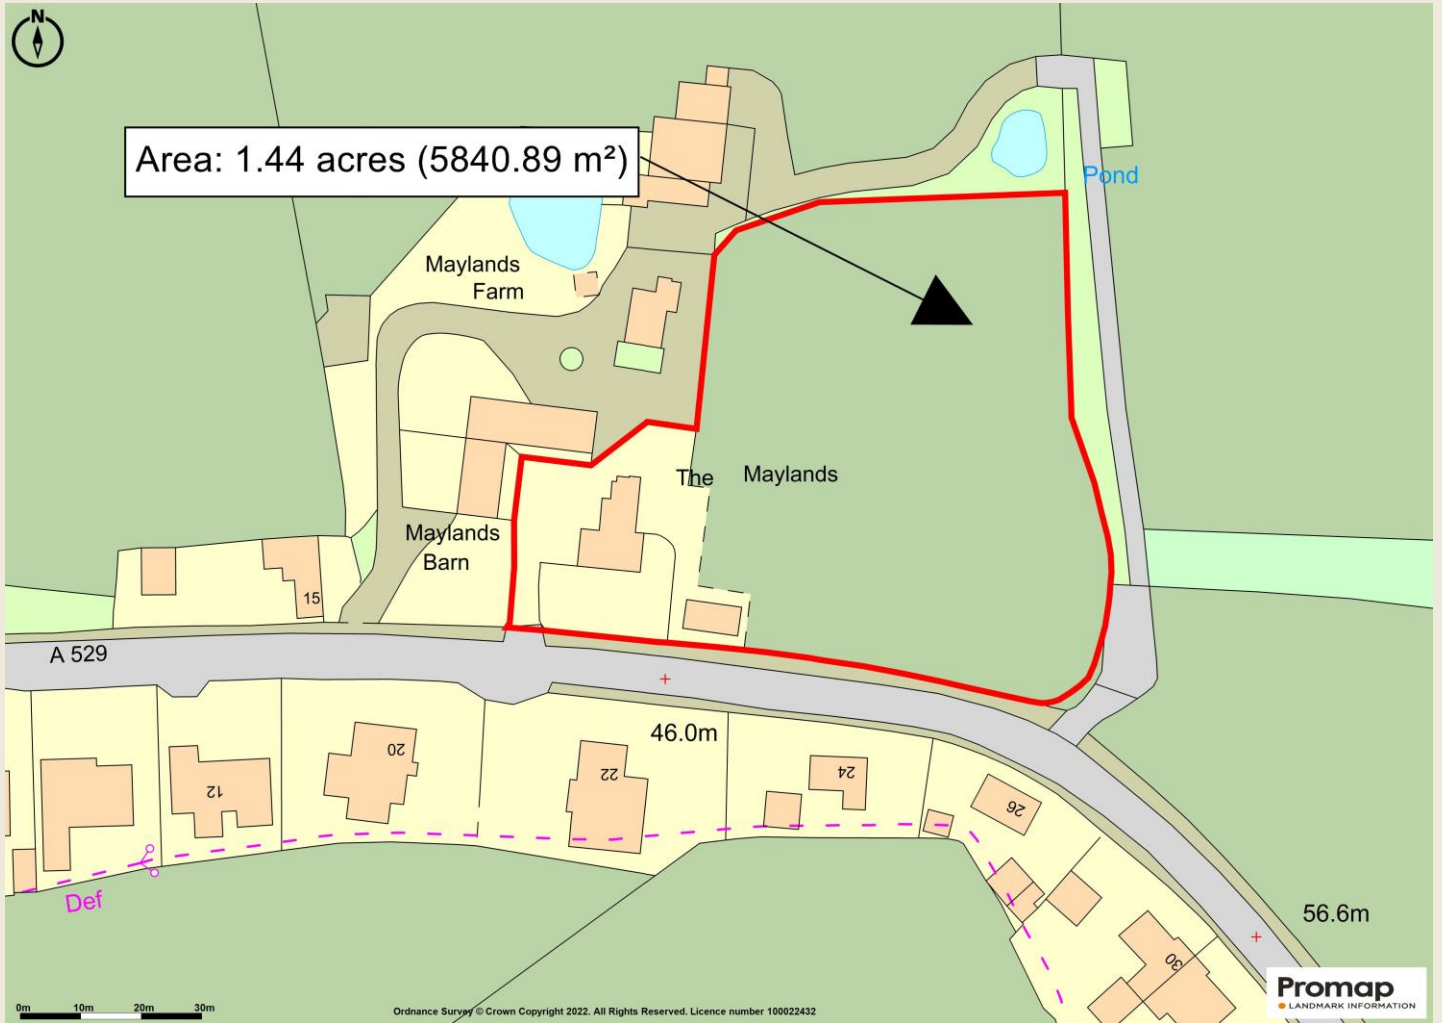 N
Area: 1.44 acres (5840.89 m²)
Pond
Maylands
Farm
The Maylands
Maylands
Barn
15
A 529
46.0m
20
22
24
12
26
Def
56.6m
30
0m 10m 20m 30m
Ordnance Survey © Crown Copyright 2022. All Rights Reserved. Licence number 100022432
Promap
LANDMARK INFORMATION